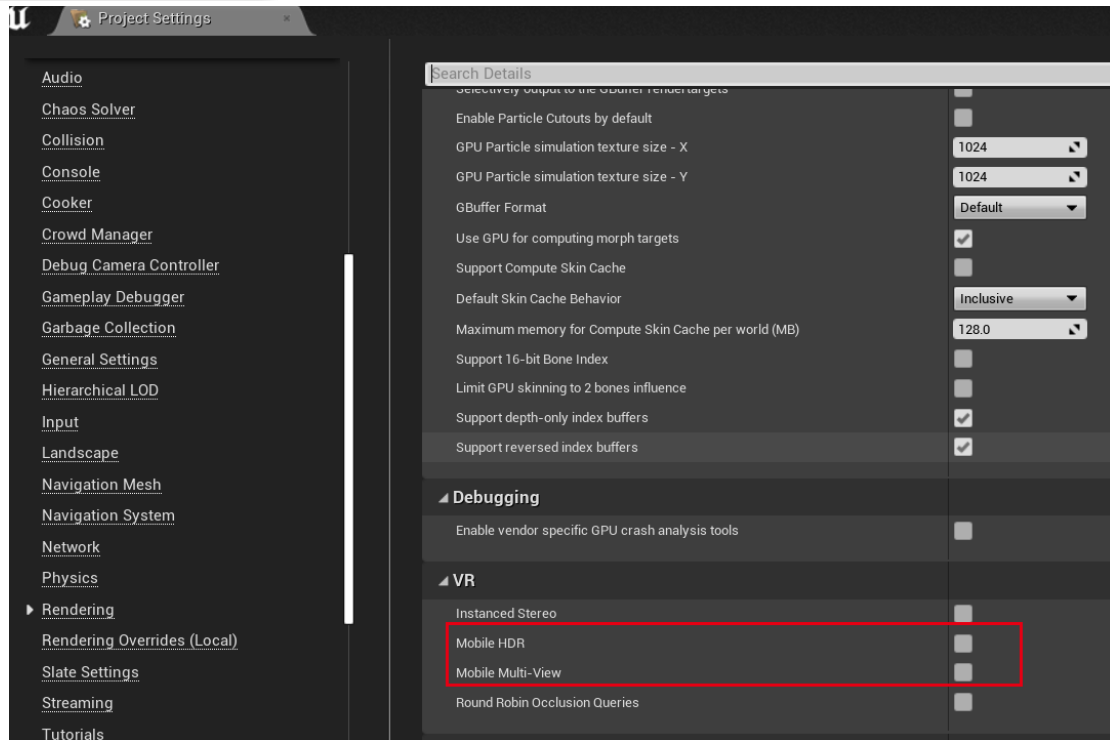 Project Settings
Audio
Chaos Solver
Collision
Console
Cooker
Crowd Manager
Debug Camera Controller
Gameplay Debugger
Garbage Collection
General Settings
Hierarchical LOD
Input
Landscape
Navigation Mesh
Navigation System
Network
Physics
Rendering
Rendering Overrides (Local)
Slate Settings
Streaming
Tutorials
Search Details
Selectively output to the GBuffer rendertargets
Enable Particle Cutouts by default
GPU Particle simulation texture size - X 1024
GPU Particle simulation texture size - Y 1024
GBuffer Format Default
Use GPU for computing morph targets
Support Compute Skin Cache
Default Skin Cache Behavior Inclusive
Maximum memory for Compute Skin Cache per world (MB) 128.0
Support 16-bit Bone Index
Limit GPU skinning to 2 bones influence
Support depth-only index buffers
Support reversed index buffers
Debugging
Enable vendor specific GPU crash analysis tools
VR
Instanced Stereo
Mobile HDR
Mobile Multi-View
Round Robin Occlusion Queries